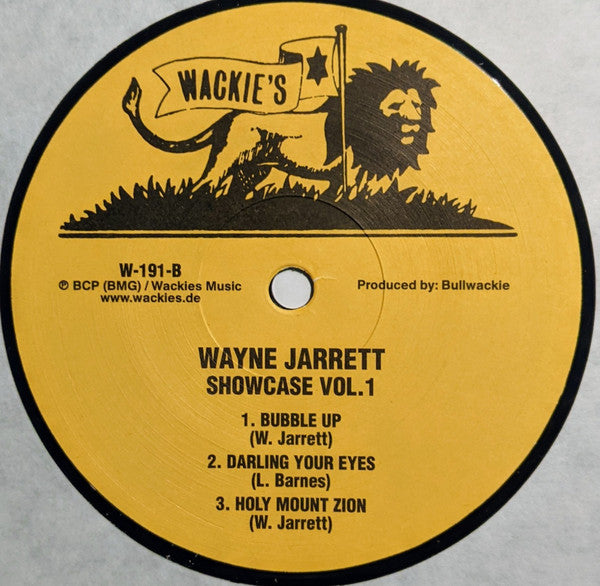 WACKIE'S
W-191-B
℗ BCP (BMG) / Wackies Music
www.wackies.de
Produced by: Bullwackie
WAYNE JARRETT
SHOWCASE VOL.1
1. BUBBLE UP
(W. Jarrett)
2. DARLING YOUR EYES
(L. Barnes)
3. HOLY MOUNT ZION
(W. Jarrett)